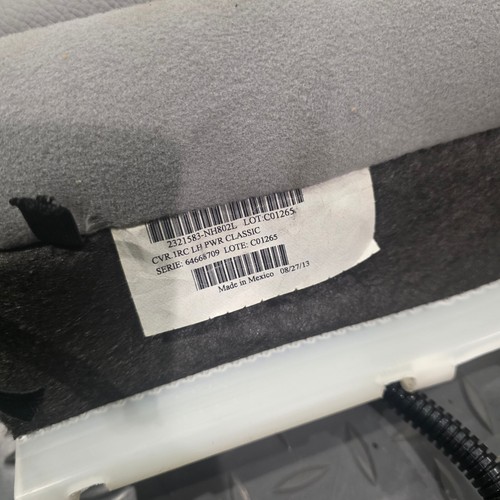 2321583-NH802L LOT:C01265
CVR 1RC LH PWR CLASSIC
SERIE: 64668709 LOTE: C01265
Made in Mexico 08/27/13